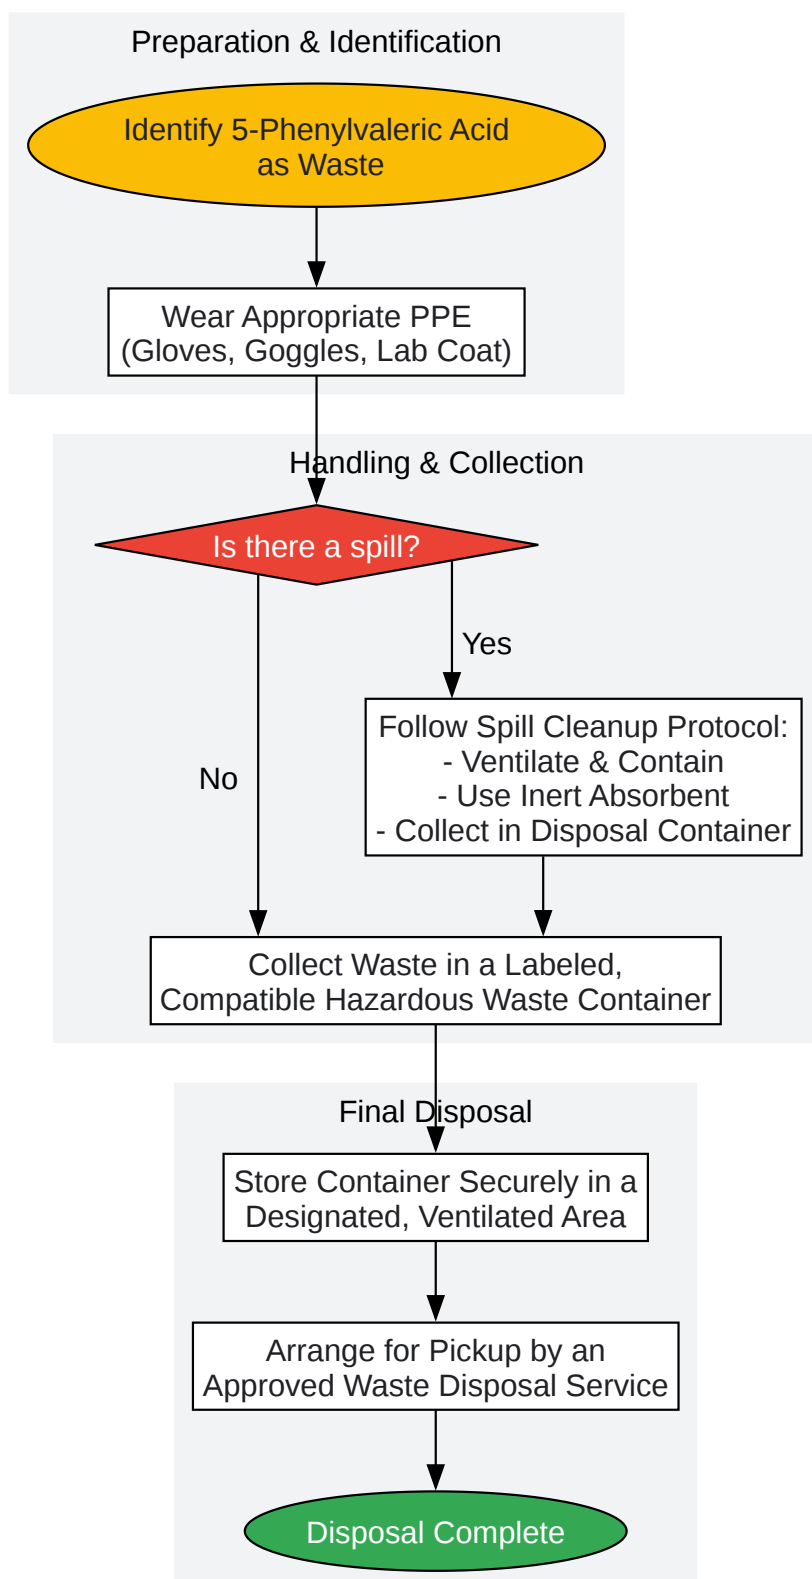 Preparation & Identification
Identify 5-Phenylvaleric Acid
as Waste
Wear Appropriate PPE
(Gloves, Goggles, Lab Coat)
Handling & Collection
Is there a spill?
Yes
Follow Spill Cleanup Protocol:
- Ventilate & Contain
- Use Inert Absorbent
- Collect in Disposal Container
No
Collect Waste in a Labeled,
Compatible Hazardous Waste Container
Final Disposal
Store Container Securely in a
Designated, Ventilated Area
Arrange for Pickup by an
Approved Waste Disposal Service
Disposal Complete